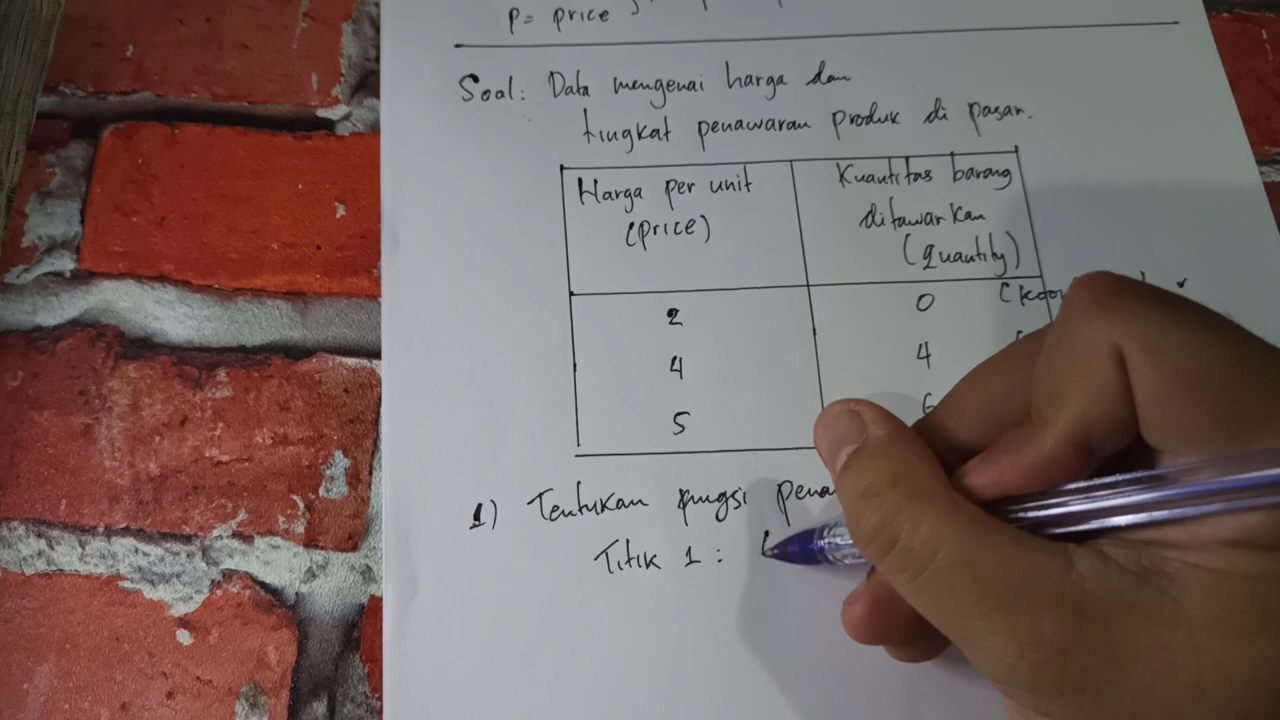 P = price
Soal: Data mengenai harga dan
tingkat penawaran produk di pasar.
Harga per unit
(price)
Kuantitas barang
ditawarkan
(quantity)
2 0
4 4
5 6
1) Tentukan fungsi
Titik 1: (